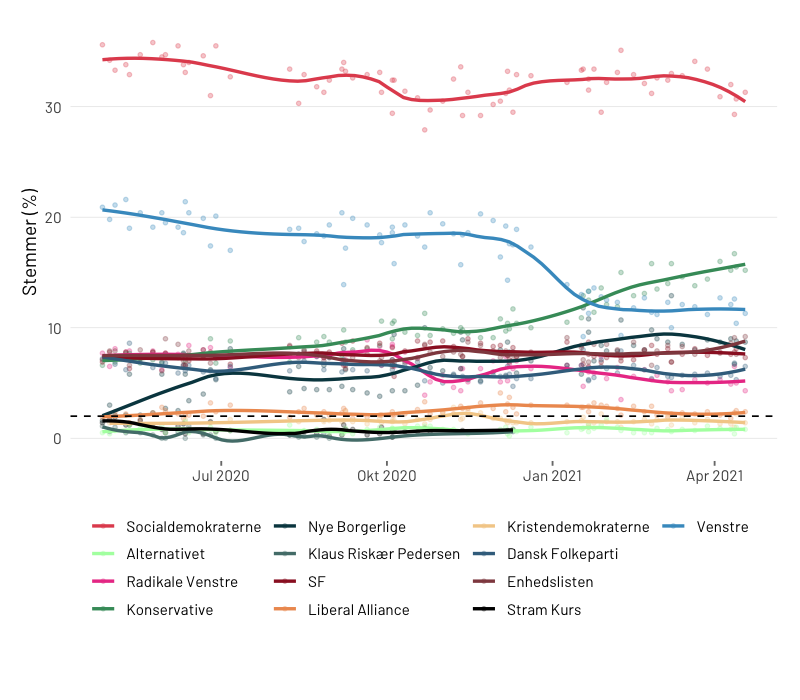 Stemmer (%)
30
20
10
0
Jul 2020
Okt 2020
Jan 2021
Apr 2021
Socialdemokraterne
Nye Borgerlige
Kristendemokraterne
Venstre
Alternativet
Klaus Riskær Pedersen
Dansk Folkeparti
Radikale Venstre
SF
Enhedslisten
Konservative
Liberal Alliance
Stram Kurs